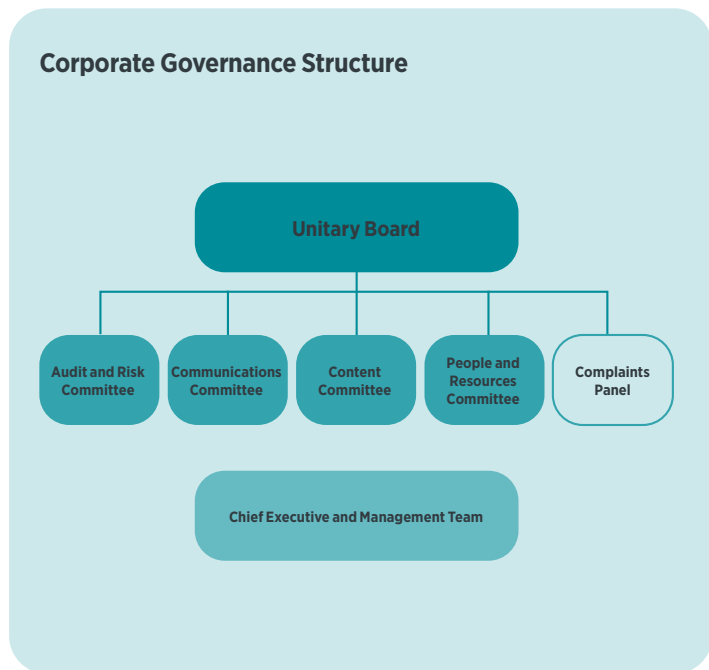 Corporate Governance Structure
Unitary Board
Audit and Risk
Committee
Communications
Committee
Content
Committee
People and
Resources
Committee
Complaints
Panel
Chief Executive and Management Team